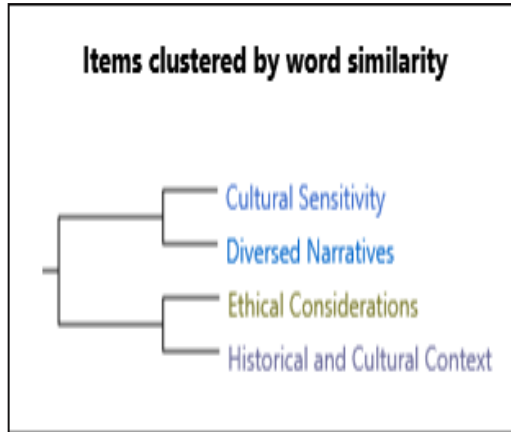 Items clustered by word similarity
Cultural Sensitivity
Diversed Narratives
Ethical Considerations
Historical and Cultural Context